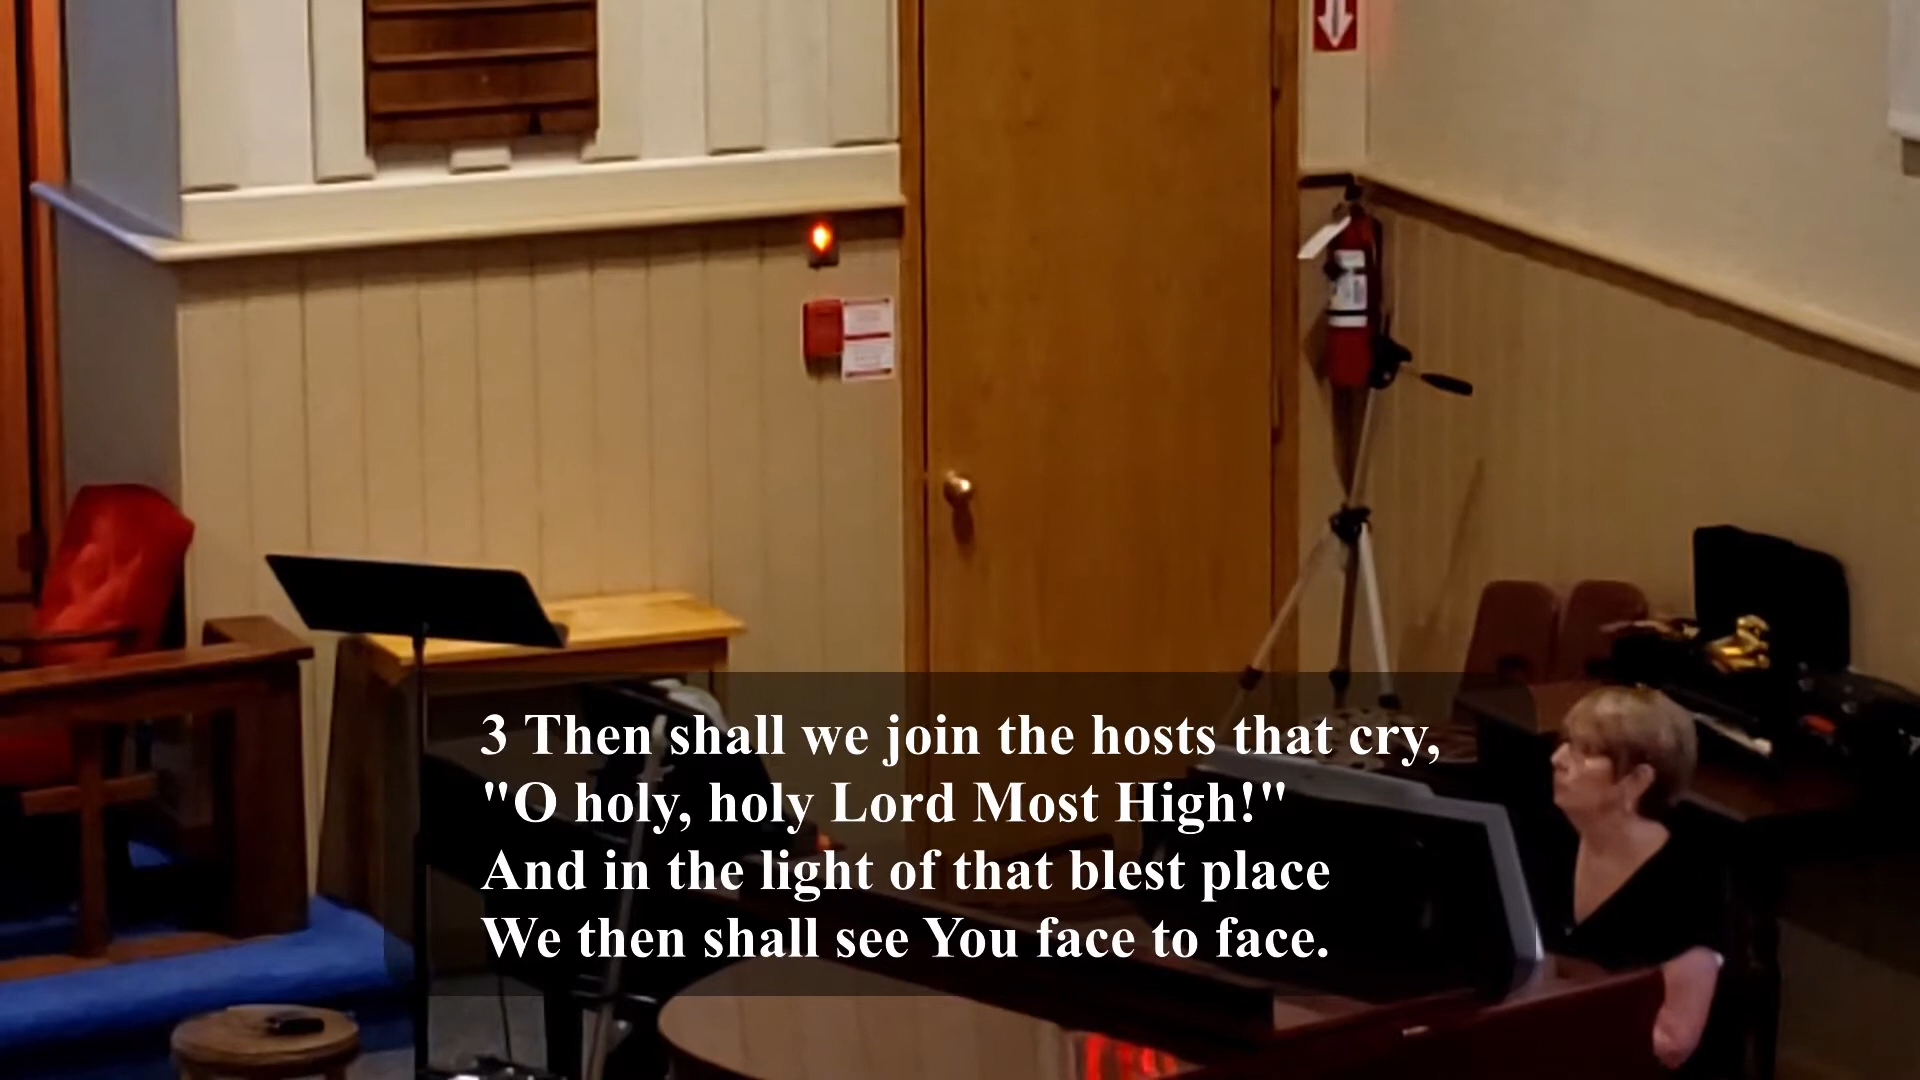 3 Then shall we join the hosts that cry,
"O holy, holy Lord Most High!"
And in the light of that blest place
We then shall see You face to face.